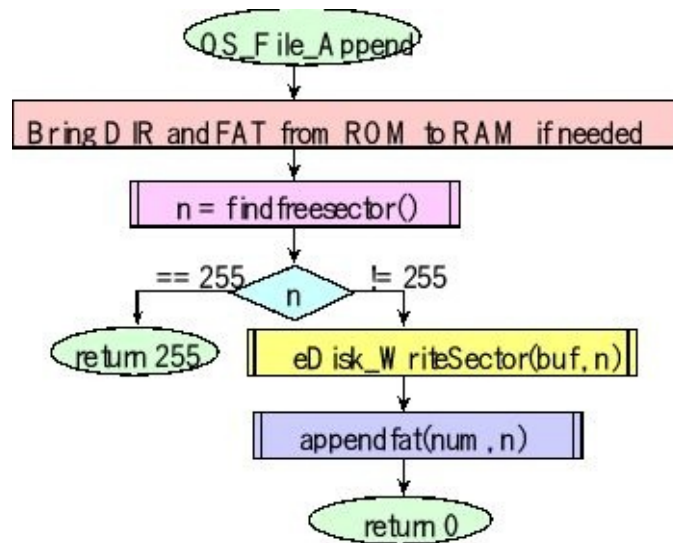 OS_File_Append
Bring DIR and FAT from ROM to RAM if needed
n = findfreesector()
== 255
!= 255
n
return 255
eDisk_WriteSector(buf, n)
appendfat(num, n)
return 0